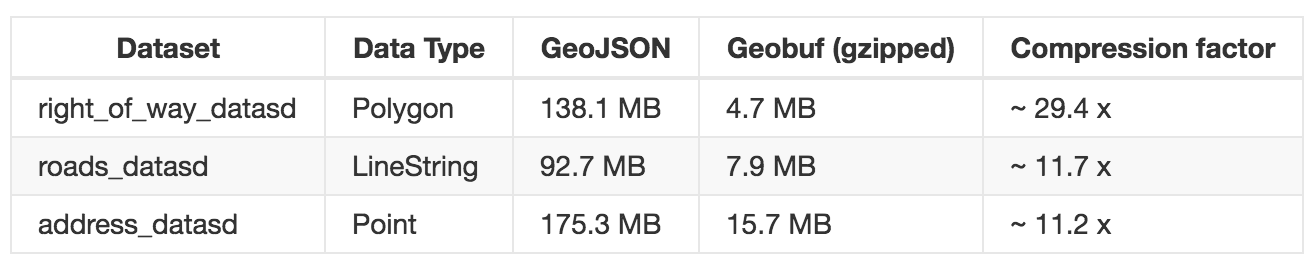 Dataset Data Type GeoJSON Geobuf (gzipped) Compression factor
right_of_way_datasd Polygon 138.1 MB 4.7 MB ~ 29.4 x
roads_datasd LineString 92.7 MB 7.9 MB ~ 11.7 x
address_datasd Point 175.3 MB 15.7 MB ~ 11.2 x